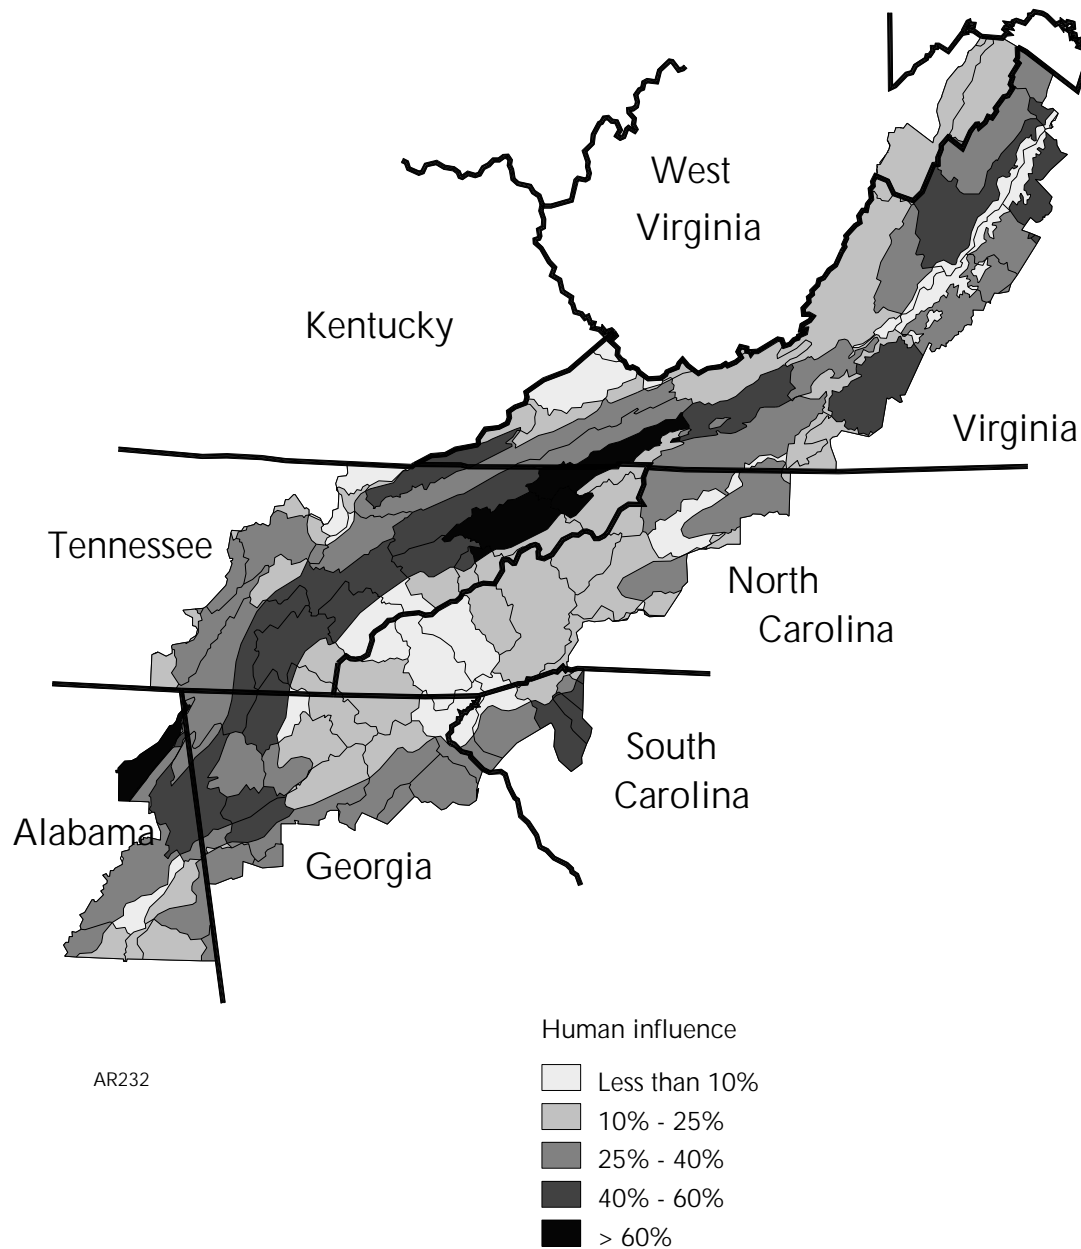 West
Virginia
Kentucky
Virginia
Tennessee
North
Carolina
South
Carolina
Alabama
Georgia
Human influence
AR232
Less than 10%
10% - 25%
25% - 40%
40% - 60%
> 60%